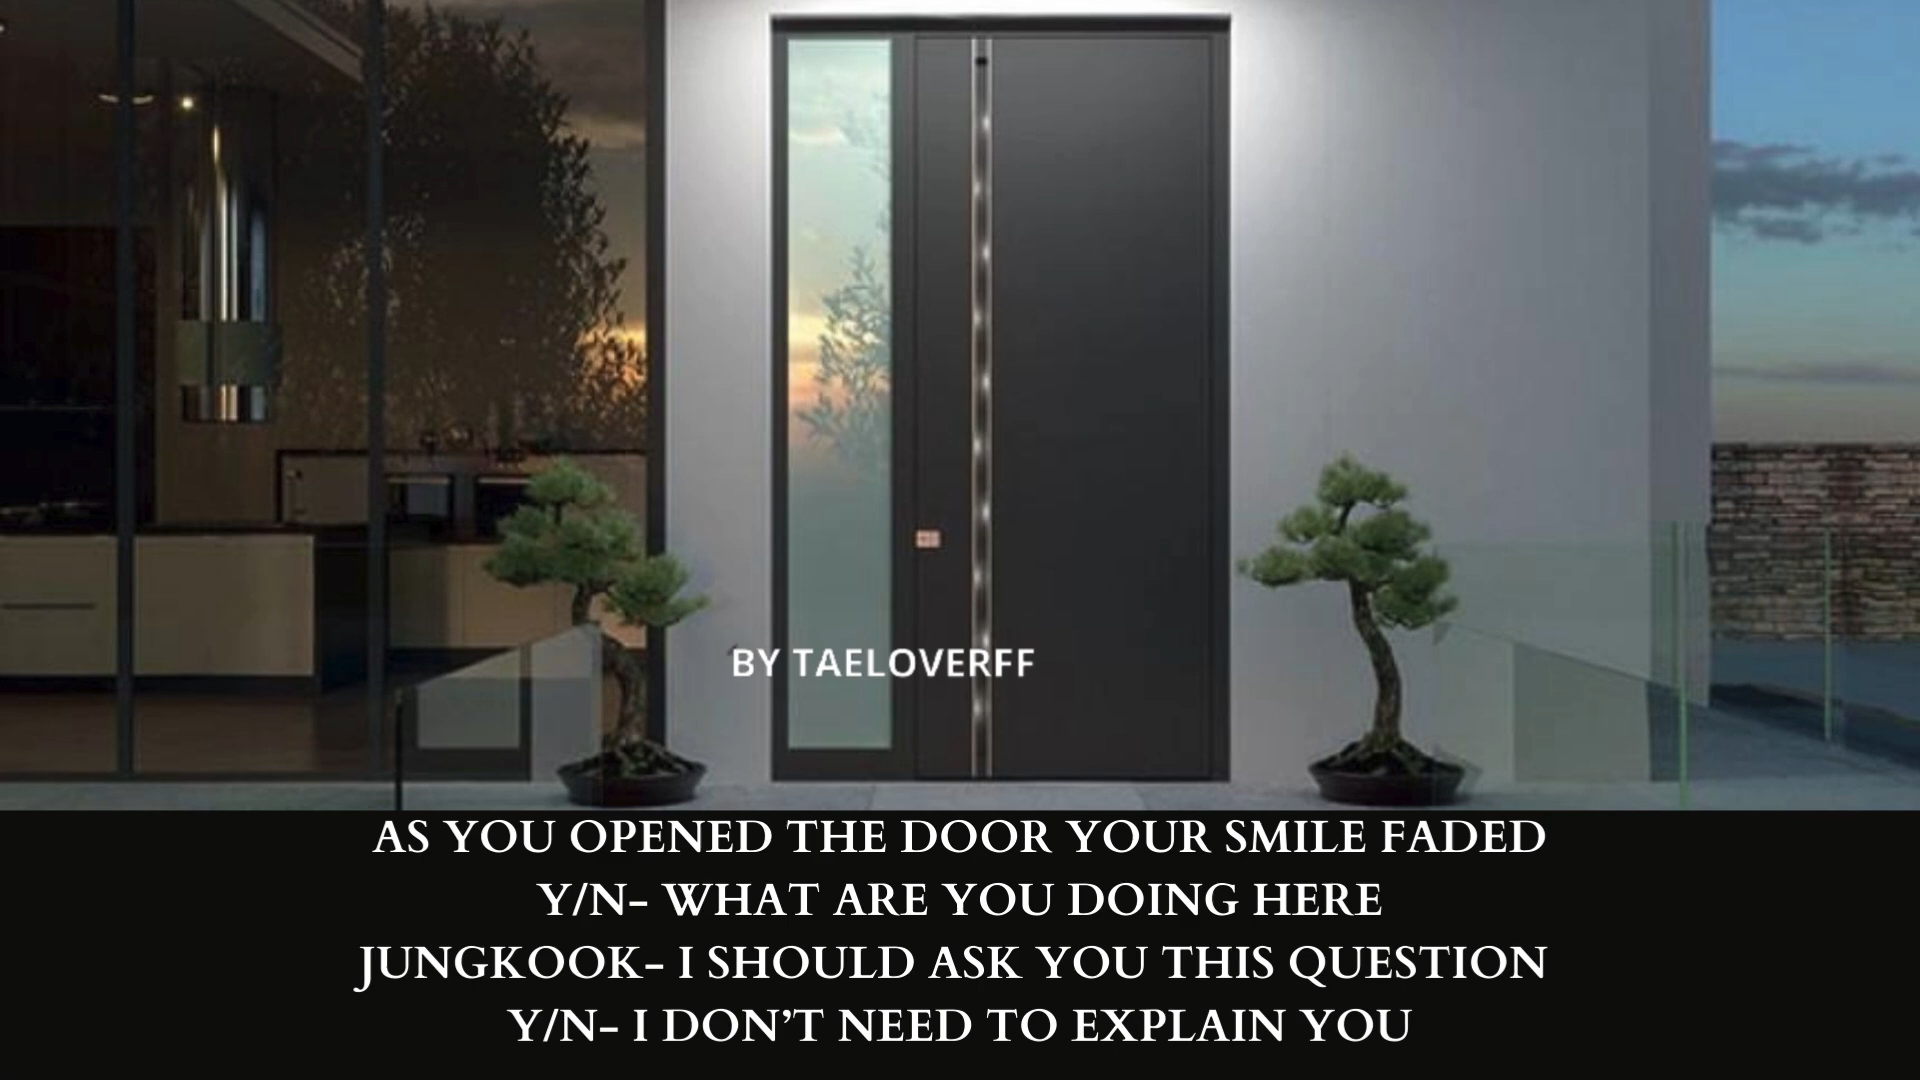 BY TAELOVERFF
AS YOU OPENED THE DOOR YOUR SMILE FADED
Y/N- WHAT ARE YOU DOING HERE
JUNGKOOK- I SHOULD ASK YOU THIS QUESTION
Y/N- I DON’T NEED TO EXPLAIN YOU